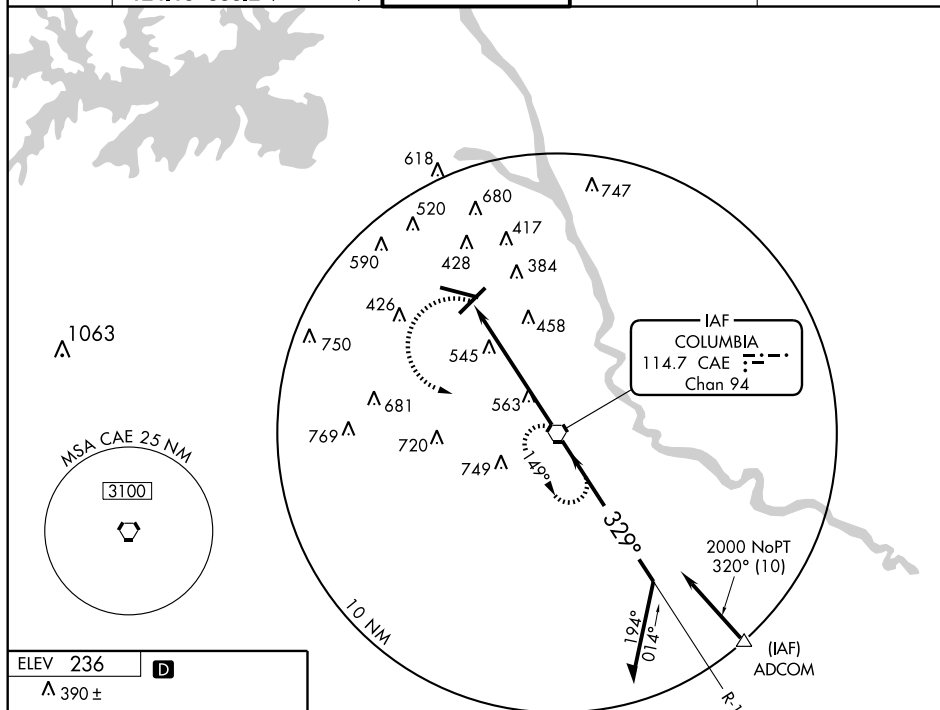 618
747
680
520
417
590
428
384
426
458
1063
750
545
IAF
COLUMBIA
114.7 CAE
Chan 94
681
563
769
720
749
MSA CAE 25 NM
3100
149°
329°
2000 NoPT
320° (10)
10 NM
194°
014°
(IAF)
ADCOM
ELEV 236
D
390 ±